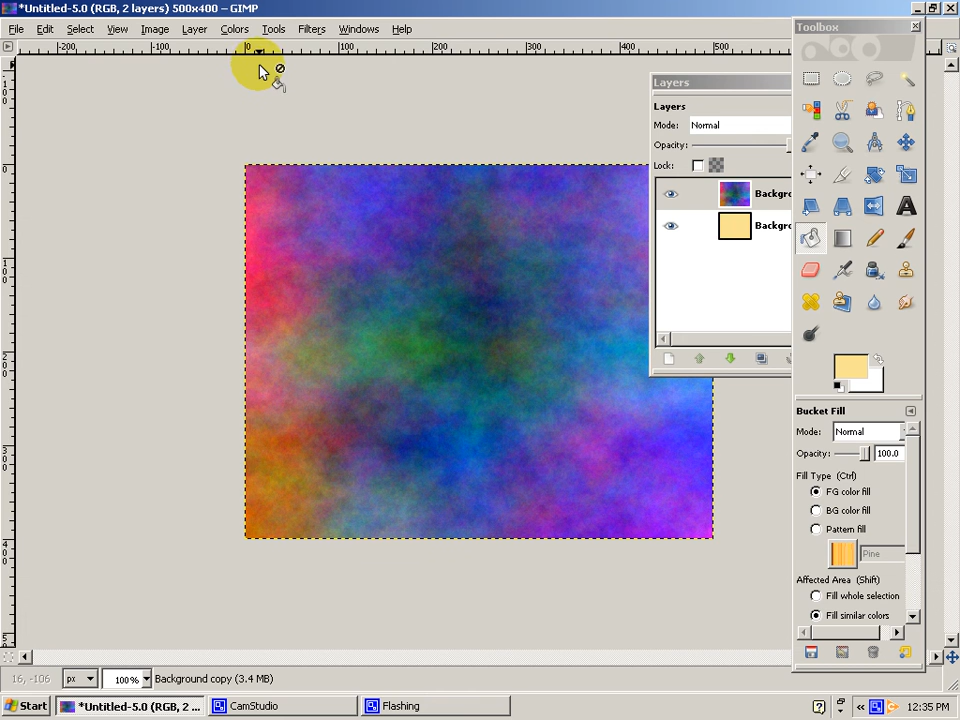 *Untitled-5.0 (RGB, 2 layers) 500x400 – GIMP
File Edit Select View Image Layer Colors Tools Filters Windows Help
Toolbox
-200 -100 0 100 200 300 400 500
Layers
Layers
Mode: Normal
Opacity:
Lock:
Backgro
Backgro
Bucket Fill
Mode: Normal
Opacity: 100.0
Fill Type (Ctrl)
FG color fill
BG color fill
Pattern fill
Pine
Affected Area (Shift)
Fill whole selection
Fill similar colors
16, -106 px 100% Background copy (3.4 MB)
Start *Untitled-5.0 (RGB, 2 ... CamStudio Flashing 12:35 PM